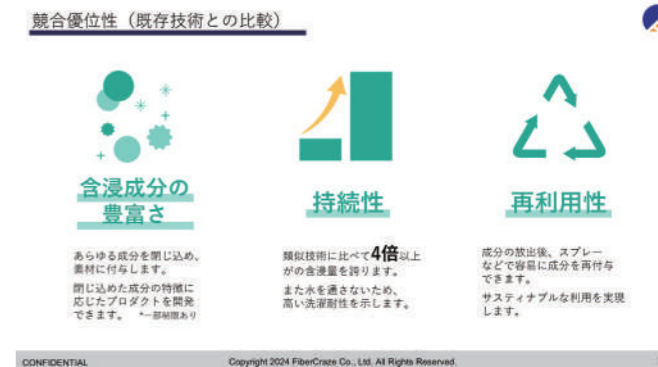 競合優位性（既存技術との比較）
含浸成分の
豊富さ
あらゆる成分を閉じ込め、
素材に付与します。
閉じ込めた成分の特徴に
応じたプロダクトを開発
できます。 *一部制限あり
持続性
類似技術に比べて4倍以上
がの含浸量を誇ります。
また水を通さないため、
高い洗濯耐性を示します。
再利用性
成分の放出後、スプレー
などで容易に成分を再付与
できます。
サスティナブルな利用を実現
します。
CONFIDENTIAL
Copyright 2024 FiberCraze Co., Ltd. All Rights Reserved.